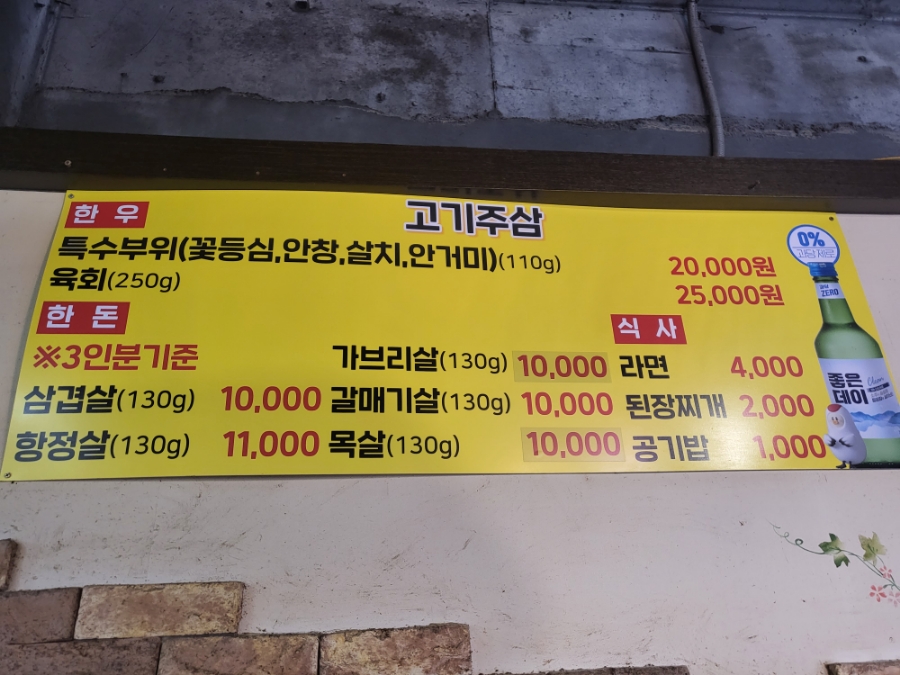 고기주삼
한 우
특수부위(꽃등심,안창,살치,안거미)(110g) 20,000원
육회(250g) 25,000원
한 돈
※3인분기준
삼겹살(130g) 10,000
항정살(130g) 11,000
가브리살(130g) 10,000
갈매기살(130g) 10,000
목살(130g) 10,000
식 사
라면 4,000
된장찌개 2,000
공기밥 1,000
0%
ZERO
좋은
데이